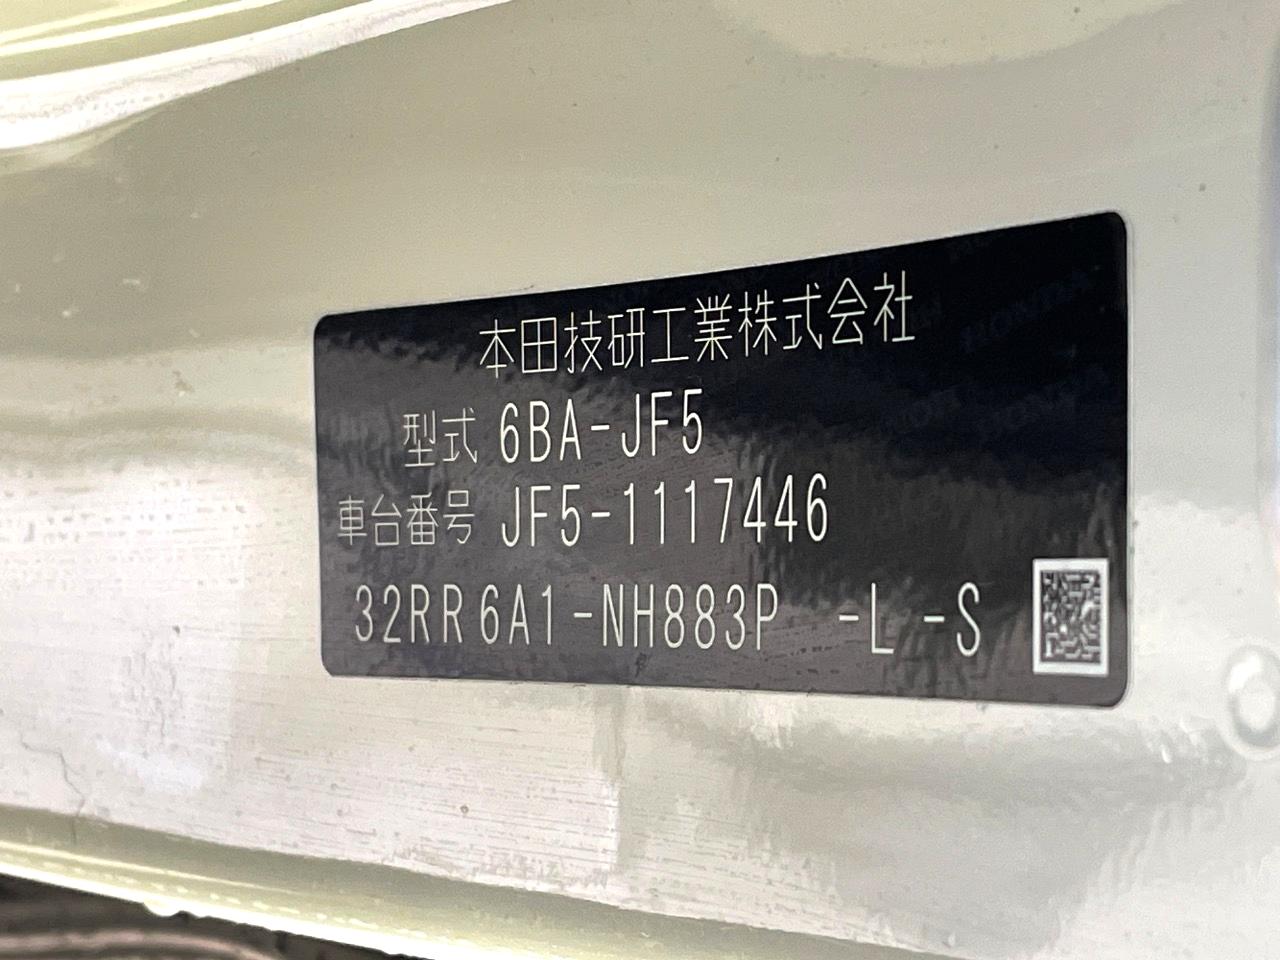 本田技研工業株式会社
型式 6BA-JF5
車台番号 JF5-1117446
32RR6A1-NH883P -L -S